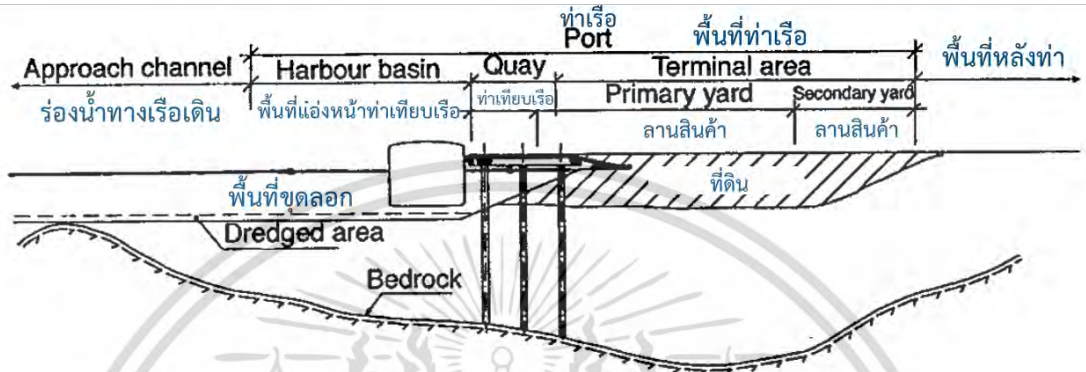 ท่าเรือ
Port
พื้นที่ท่าเรือ
พื้นที่หลังท่า
Approach channel
Harbour basin
Quay
Terminal area
ร่องน้ำทางเรือเดิน
พื้นที่แอ่งหน้าท่าเทียบเรือ
ท่าเทียบเรือ
Primary yard
Secondary yard
ลานสินค้า
ลานสินค้า
พื้นที่ขุดลอก
ที่ดิน
Dredged area
Bedrock